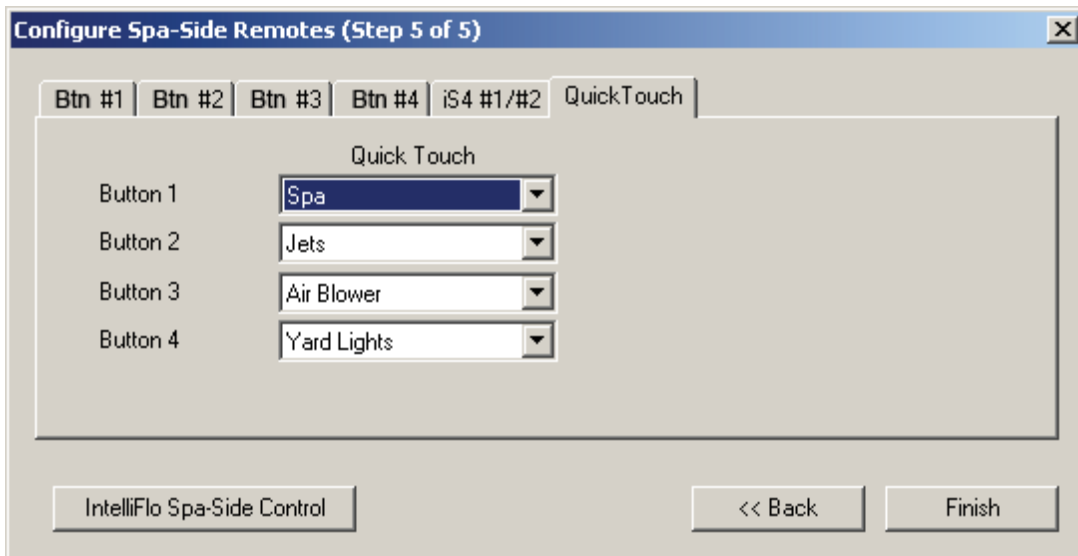 Configure Spa-Side Remotes (Step 5 of 5)
Btn #1 Btn #2 Btn #3 Btn #4 iS4 #1/#2 QuickTouch
Quick Touch
Button 1 Spa
Button 2 Jets
Button 3 Air Blower
Button 4 Yard Lights
IntelliFlo Spa-Side Control << Back Finish